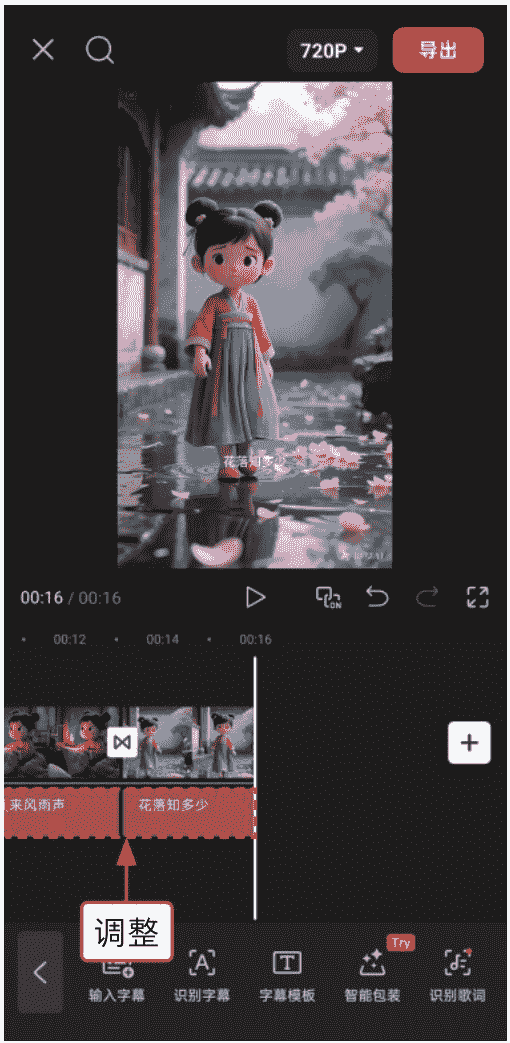 720P
导出
花落知多少
00:16 / 00:16
00:12
00:14
00:16
来风雨声
花落知多少
调整
Try
输入字幕
识别字幕
字幕模板
智能包装
识别歌词
ON